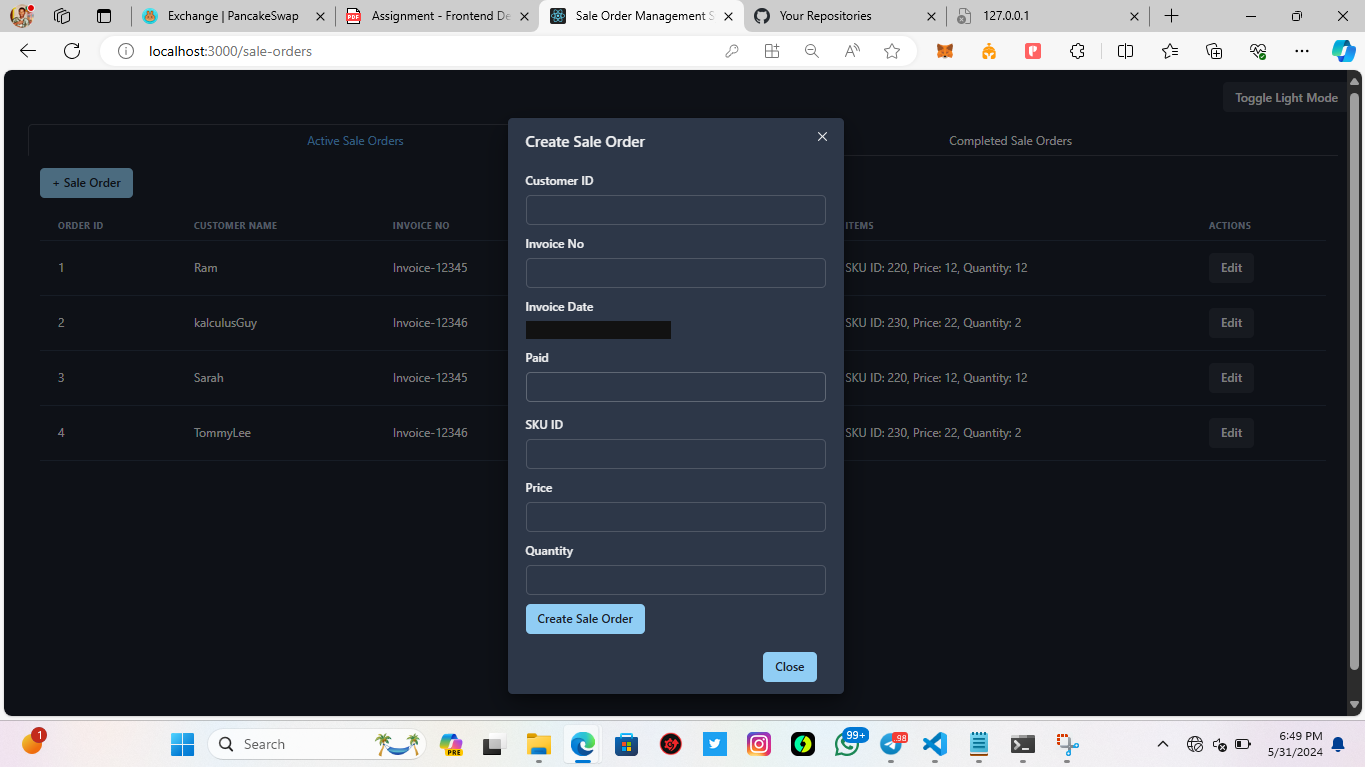 Exchange | PancakeSwap
Assignment - Frontend De
Sale Order Management S
Your Repositories
127.0.0.1
localhost:3000/sale-orders
Toggle Light Mode
Active Sale Orders
Completed Sale Orders
+ Sale Order
ORDER ID CUSTOMER NAME INVOICE NO ITEMS ACTIONS
1 Ram Invoice-12345 SKU ID: 220, Price: 12, Quantity: 12 Edit
2 kalculusGuy Invoice-12346 SKU ID: 230, Price: 22, Quantity: 2 Edit
3 Sarah Invoice-12345 SKU ID: 220, Price: 12, Quantity: 12 Edit
4 TommyLee Invoice-12346 SKU ID: 230, Price: 22, Quantity: 2 Edit
Create Sale Order
Customer ID
Invoice No
Invoice Date
Paid
SKU ID
Price
Quantity
Create Sale Order
Close
1
Search
PRE
99+
98
6:49 PM
5/31/2024